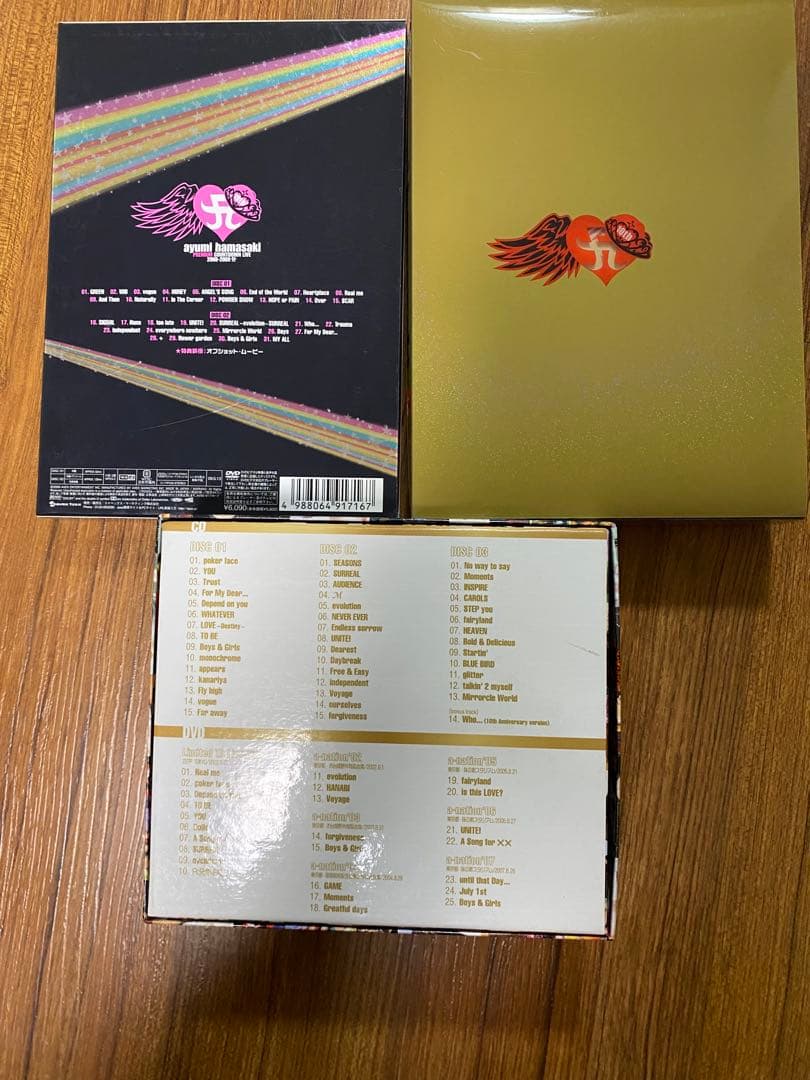 ayumi hamasaki
PREMIUM COUNTDOWN LIVE
2008-2009
DISC 01
01. GREEN 02. UNO 03. vogue 04. MONEY 05. ANGEL'S SONG 06. End of the World 07. Heartplace 08. Real me
09. And Then 10. Naturally 11. In The Corner 12. POWDER SNOW 13. HOPE or PAIN 14. Over 15. SCAR
DISC 02
16. SIGNAL 17. Humming 18. too late 19. UNITE! 20. SURREAL～evolution～SURREAL 21. Who... 22. Trauma
23. independent 24. everywhere nowhere 25. Mirrorcle World 26. Boys 27. For My Dear...
28. + 29. flower garden 30. Boys & Girls 31. MY ALL
★特典映像：オフショット・ムービー
DVD
¥6,090
4 988064 917167
10th
CD
DISC 01
01. poker face
02. YOU
03. Trust
04. For My Dear...
05. Depend on you
06. WHATEVER
07. LOVE ~Destiny~
08. TO BE
09. Boys & Girls
10. monochrome
11. appears
12. kanariya
13. Fly high
14. vogue
15. Far away
DISC 02
01. SEASONS
02. SURREAL
03. AUDIENCE
04. M
05. evolution
06. NEVER EVER
07. Endless sorrow
08. UNITE!
09. Dearest
10. Daybreak
11. Free & Easy
12. independent
13. Voyage
14. ourselves
15. forgiveness
DISC 03
01. No way to say
02. Moments
03. INSPIRE
04. CAROLS
05. STEP you
06. fairyland
07. HEAVEN
08. Bold & Delicious
09. Startin'
10. BLUE BIRD
11. glitter
12. talkin' 2 myself
13. Mirrorcle World
[bonus track]
14. Who... (10th Anniversary version)
DVD
01. Real me
02. poker face
03. Depend on you
04. TO BE
05. YOU
07. A Song
08. SURREAL
09. evolution
a-nation'02
11. evolution
12. HANABI
13. Voyage
a-nation'03
14. forgiveness
15. Boys & Girls
16. GAME
17. Moments
18. Greatful days
a-nation'05
19. fairyland
20. is this LOVE?
a-nation'06
21. UNITE!
22. A Song for ××
a-nation'07
23. until that Day...
24. July 1st
25. Boys & Girls